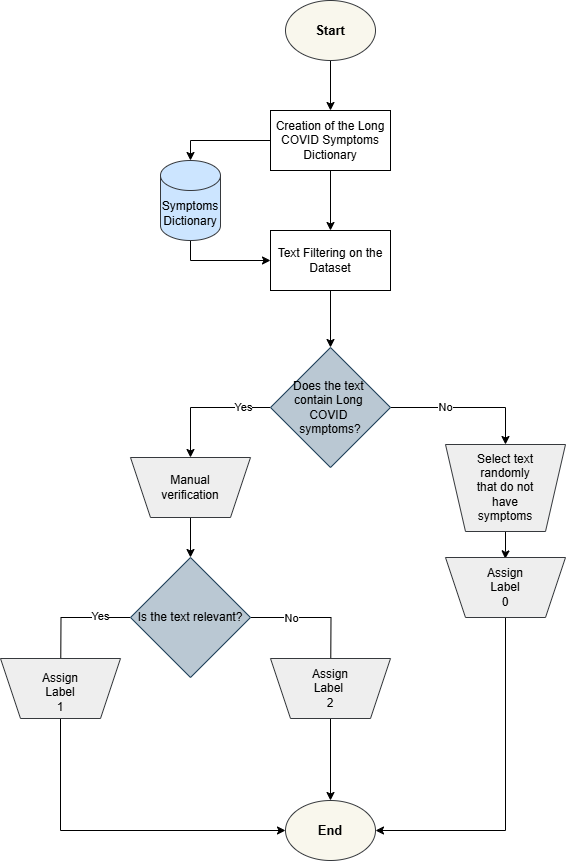 Start
Creation of the Long
COVID Symptoms
Dictionary
Symptoms
Dictionary
Text Filtering on the
Dataset
Does the text
contain Long
COVID
symptoms?
Yes
No
Manual
verification
Select text
randomly
that do not
have
symptoms
Is the text relevant?
Yes
No
Assign
Label
0
Assign
Label
1
Assign
Label
2
End